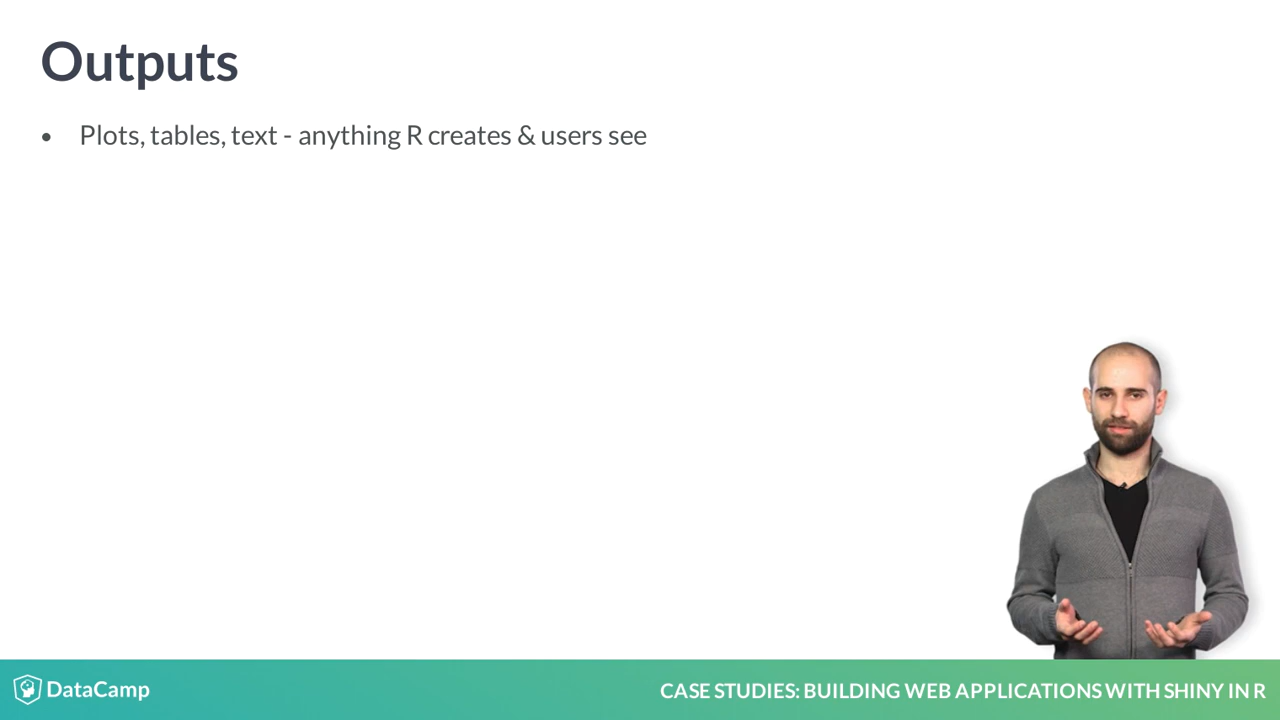 Outputs
• Plots, tables, text - anything R creates & users see
DataCamp
CASE STUDIES: BUILDING WEB APPLICATIONS WITH SHINY IN R